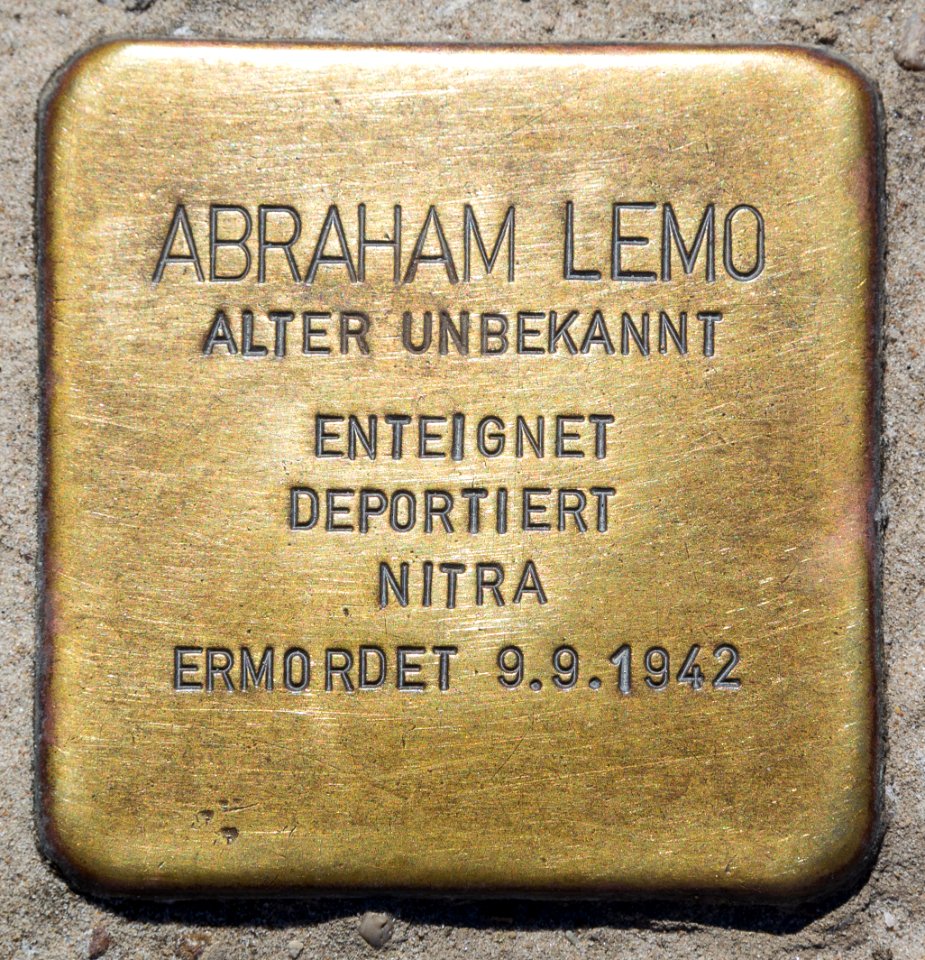 ABRAHAM LEMO
ALTER UNBEKANNT
ENTEIGNET
DEPORTIERT
NITRA
ERMORDET 9.9.1942